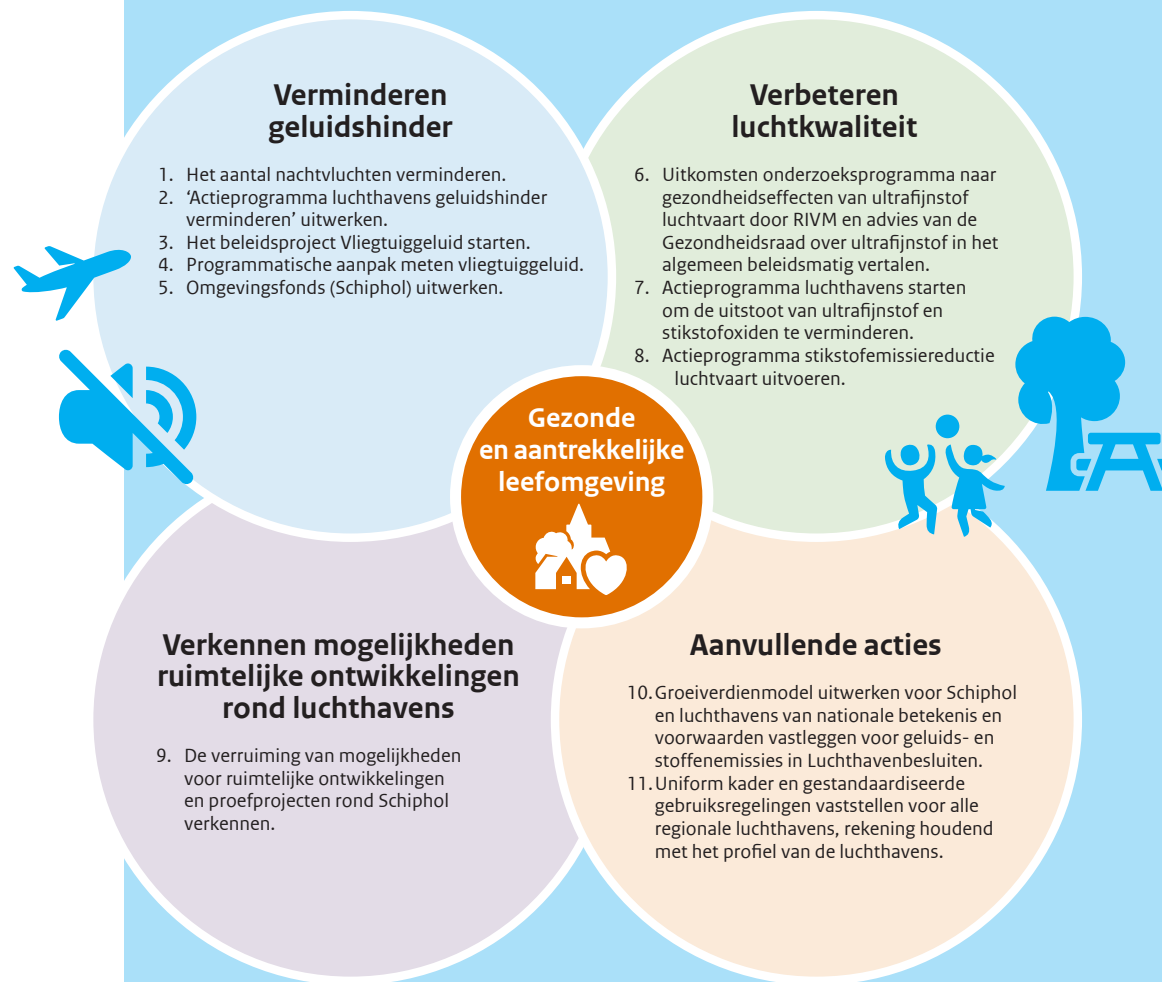 Verminderen
geluidshinder
1. Het aantal nachtvluchten verminderen.
2. ‘Actieprogramma luchthavens geluidshinder
verminderen’ uitwerken.
3. Het beleidsproject Vliegtuiggeluid starten.
4. Programmatische aanpak meten vliegtuiggeluid.
5. Omgevingsfonds (Schiphol) uitwerken.
Verbeteren
luchtkwaliteit
6. Uitkomsten onderzoeksprogramma naar
gezondheidseffecten van ultrafijnstof
luchtvaart door RIVM en advies van de
Gezondheidsraad over ultrafijnstof in het
algemeen beleidsmatig vertalen.
7. Actieprogramma luchthavens starten
om de uitstoot van ultrafijnstof en
stikstofoxiden te verminderen.
8. Actieprogramma stikstofemissiereductie
luchtvaart uitvoeren.
Gezonde
en aantrekkelijke
leefomgeving
Verkennen mogelijkheden
ruimtelijke ontwikkelingen
rond luchthavens
9. De verruiming van mogelijkheden
voor ruimtelijke ontwikkelingen
en proefprojecten rond Schiphol
verkennen.
Aanvullende acties
10. Groeiverdienmodel uitwerken voor Schiphol
en luchthavens van nationale betekenis en
voorwaarden vastleggen voor geluids- en
stoffenemissies in Luchthavenbesluiten.
11. Uniform kader en gestandaardiseerde
gebruiksregelingen vaststellen voor alle
regionale luchthavens, rekening houdend
met het profiel van de luchthavens.